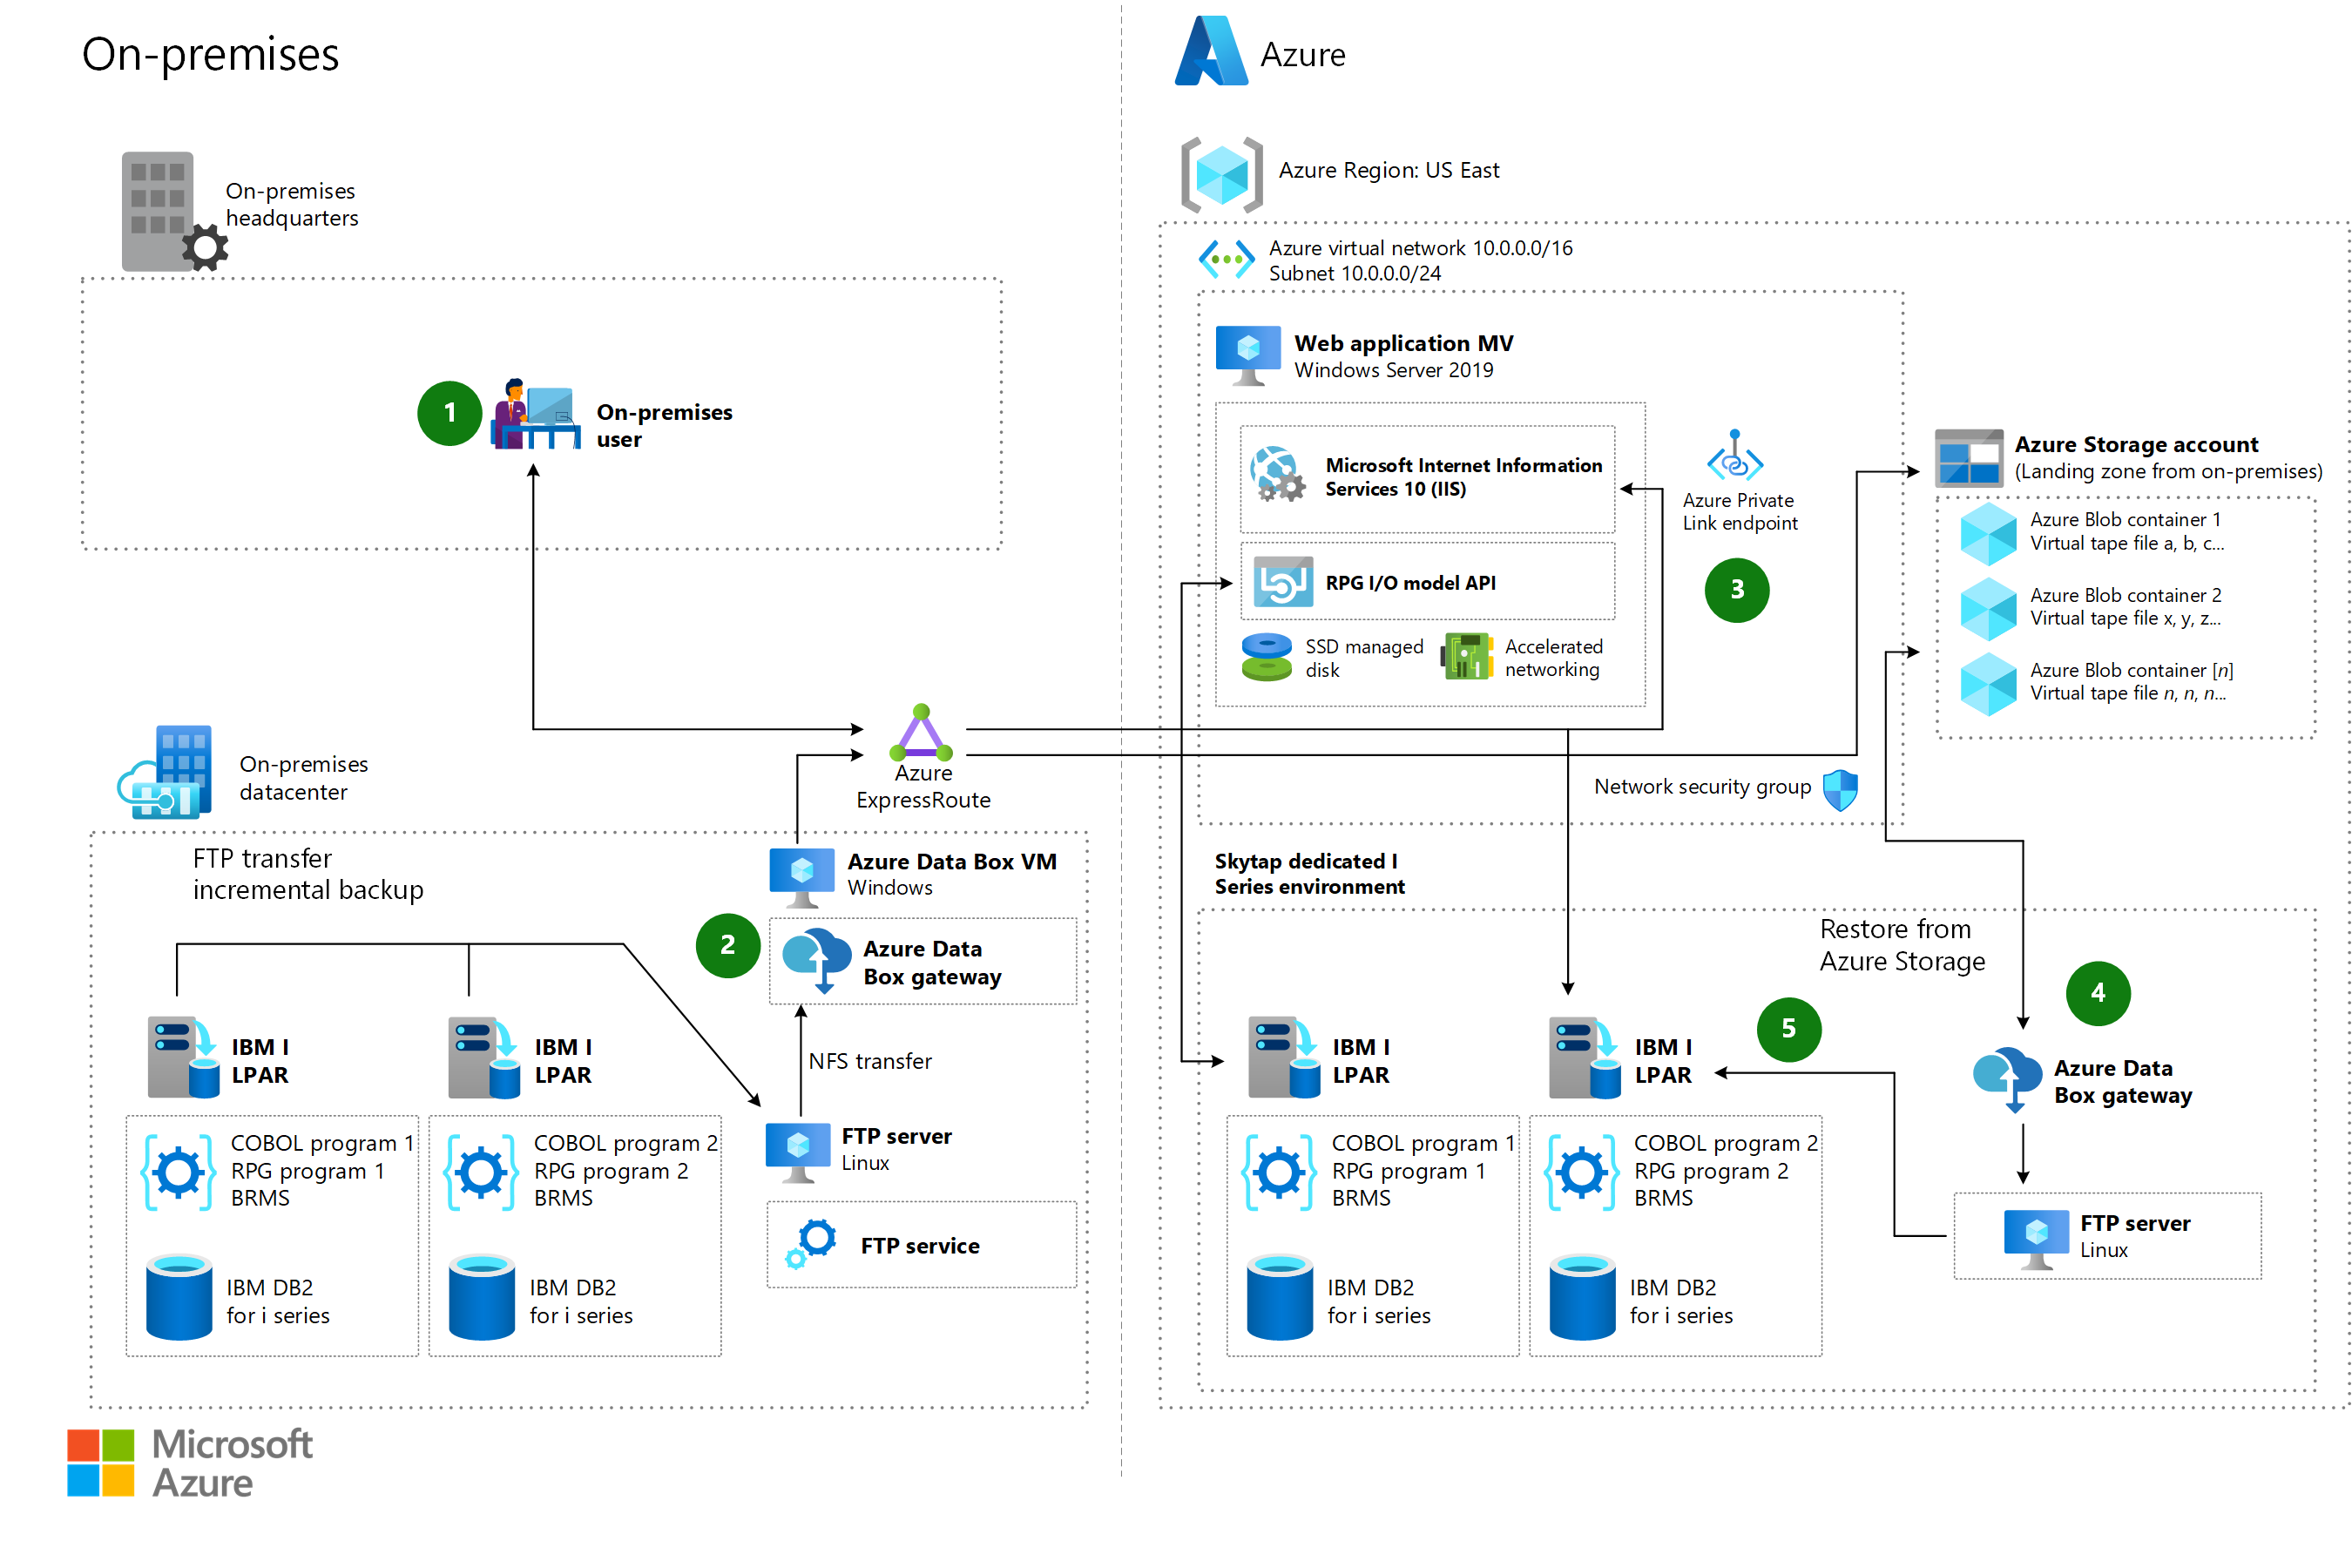 On-premises
Azure
On-premises
headquarters
Azure Region: US East
Azure virtual network 10.0.0.0/16
Subnet 10.0.0.0/24
1
On-premises
user
Web application MV
Windows Server 2019
Microsoft Internet Information
Services 10 (IIS)
RPG I/O model API
SSD managed
disk
Accelerated
networking
Azure Private
Link endpoint
3
Azure Storage account
(Landing zone from on-premises)
Azure Blob container 1
Virtual tape file a, b, c...
Azure Blob container 2
Virtual tape file x, y, z...
Azure Blob container [n]
Virtual tape file n, n, n...
Network security group
Azure
ExpressRoute
On-premises
datacenter
FTP transfer
incremental backup
Azure Data Box VM
Windows
2
Azure Data
Box gateway
NFS transfer
IBM I
LPAR
IBM I
LPAR
COBOL program 1
RPG program 1
BRMS
IBM DB2
for i series
COBOL program 2
RPG program 2
BRMS
IBM DB2
for i series
FTP server
Linux
FTP service
Skytap dedicated I
Series environment
Restore from
Azure Storage
4
5
IBM I
LPAR
IBM I
LPAR
Azure Data
Box gateway
COBOL program 1
RPG program 1
BRMS
IBM DB2
for i series
COBOL program 2
RPG program 2
BRMS
IBM DB2
for i series
FTP server
Linux
Microsoft
Azure